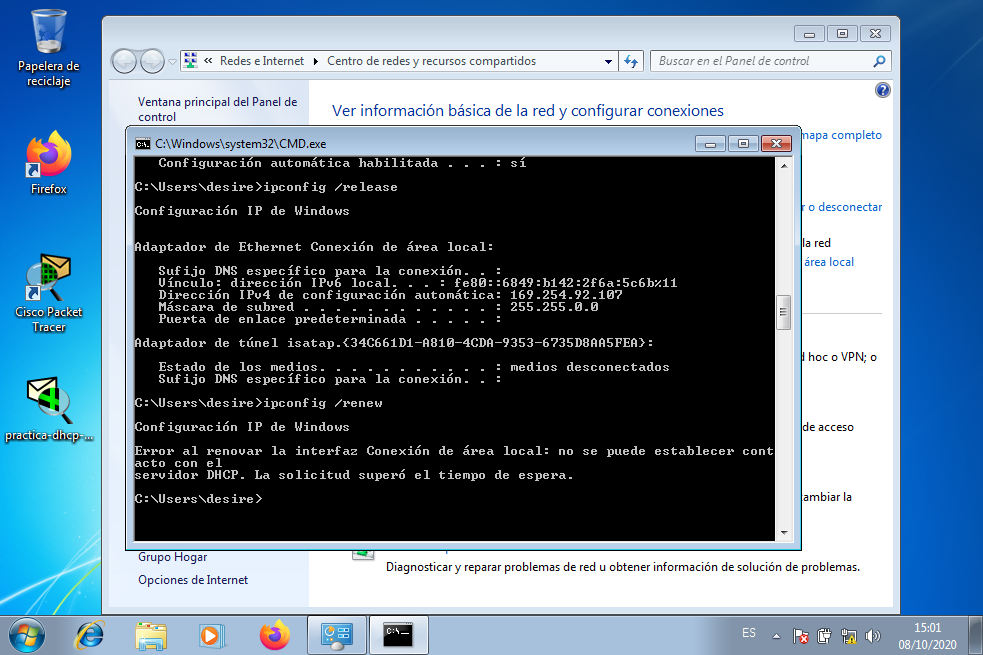 Papelera de
reciclaje
Firefox
Cisco Packet
Tracer
practica-dhcp-...
« Redes e Internet ▸ Centro de redes y recursos compartidos
Buscar en el Panel de control
Ventana principal del Panel de
control
Ver información básica de la red y configurar conexiones
mapa completo
r o desconectar
la red
área local
d hoc o VPN; o
de acceso
cambiar la
C:\Windows\system32\CMD.exe
Configuración automática habilitada . . . : sí
C:\Users\desire>ipconfig /release
Configuración IP de Windows
Adaptador de Ethernet Conexión de área local:
Sufijo DNS específico para la conexión. . :
Vínculo: dirección IPv6 local. . . : fe80::6849:b142:2f6a:5c6b%11
Dirección IPv4 de configuración automática: 169.254.92.107
Máscara de subred . . . . . . . . . . . . : 255.255.0.0
Puerta de enlace predeterminada . . . . . :
Adaptador de túnel isatap.{34C661D1-A810-4CDA-9353-6735D8AA5FEA}:
Estado de los medios. . . . . . . . . . . : medios desconectados
Sufijo DNS específico para la conexión. . :
C:\Users\desire>ipconfig /renew
Configuración IP de Windows
Error al renovar la interfaz Conexión de área local: no se puede establecer cont
acto con el
servidor DHCP. La solicitud superó el tiempo de espera.
C:\Users\desire>
Grupo Hogar
Opciones de Internet
Diagnosticar y reparar problemas de red u obtener información de solución de problemas.
ES
15:01
08/10/2020